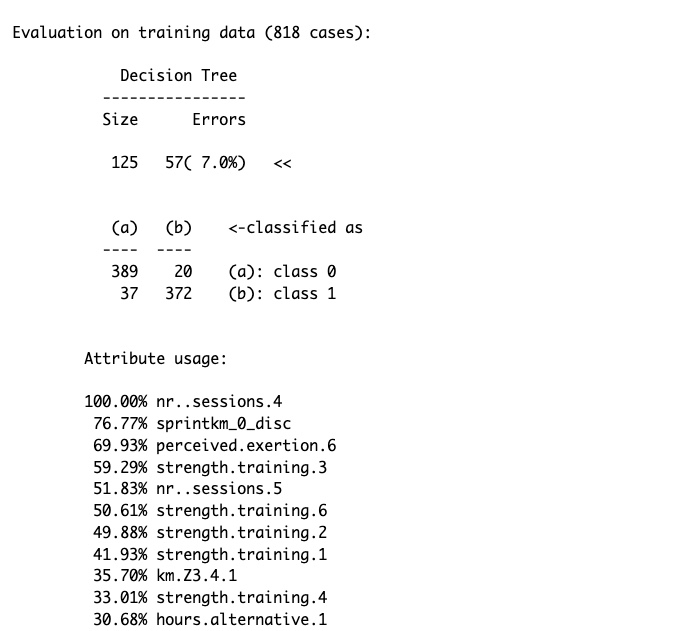 Evaluation on training data (818 cases):
Decision Tree
----------------
Size Errors
125 57( 7.0%) <<
(a) (b) <-classified as
---- ----
389 20 (a): class 0
37 372 (b): class 1
Attribute usage:
100.00% nr..sessions.4
76.77% sprintkm_0_disc
69.93% perceived.exertion.6
59.29% strength.training.3
51.83% nr..sessions.5
50.61% strength.training.6
49.88% strength.training.2
41.93% strength.training.1
35.70% km.Z3.4.1
33.01% strength.training.4
30.68% hours.alternative.1